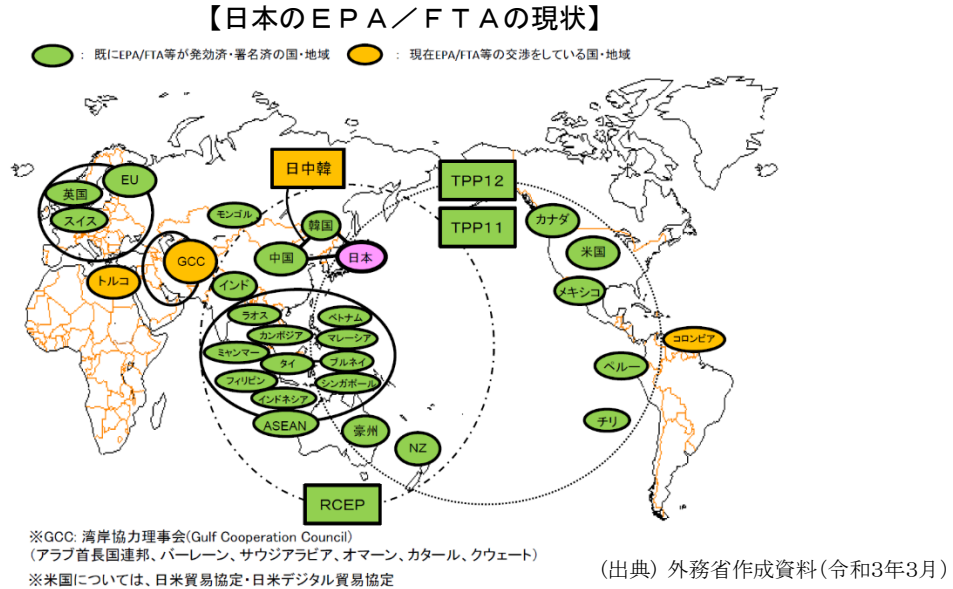 【日本のＥＰＡ／ＦＴＡの現状】
： 既にEPA/FTA等が発効済・署名済の国・地域
： 現在EPA/FTA等の交渉をしている国・地域
日中韓
TPP12
EU
英国
スイス
モンゴル
韓国
TPP11
カナダ
米国
GCC
中国
日本
トルコ
インド
メキシコ
ラオス
ベトナム
カンボジア
マレーシア
コロンビア
ミャンマー
タイ
ブルネイ
ペルー
フィリピン
シンガポール
インドネシア
ASEAN
豪州
チリ
NZ
RCEP
※GCC: 湾岸協力理事会(Gulf Cooperation Council)
(アラブ首長国連邦、バーレーン、サウジアラビア、オマーン、カタール、クウェート)
※米国については、日米貿易協定・日米デジタル貿易協定
(出典) 外務省作成資料(令和3年3月)